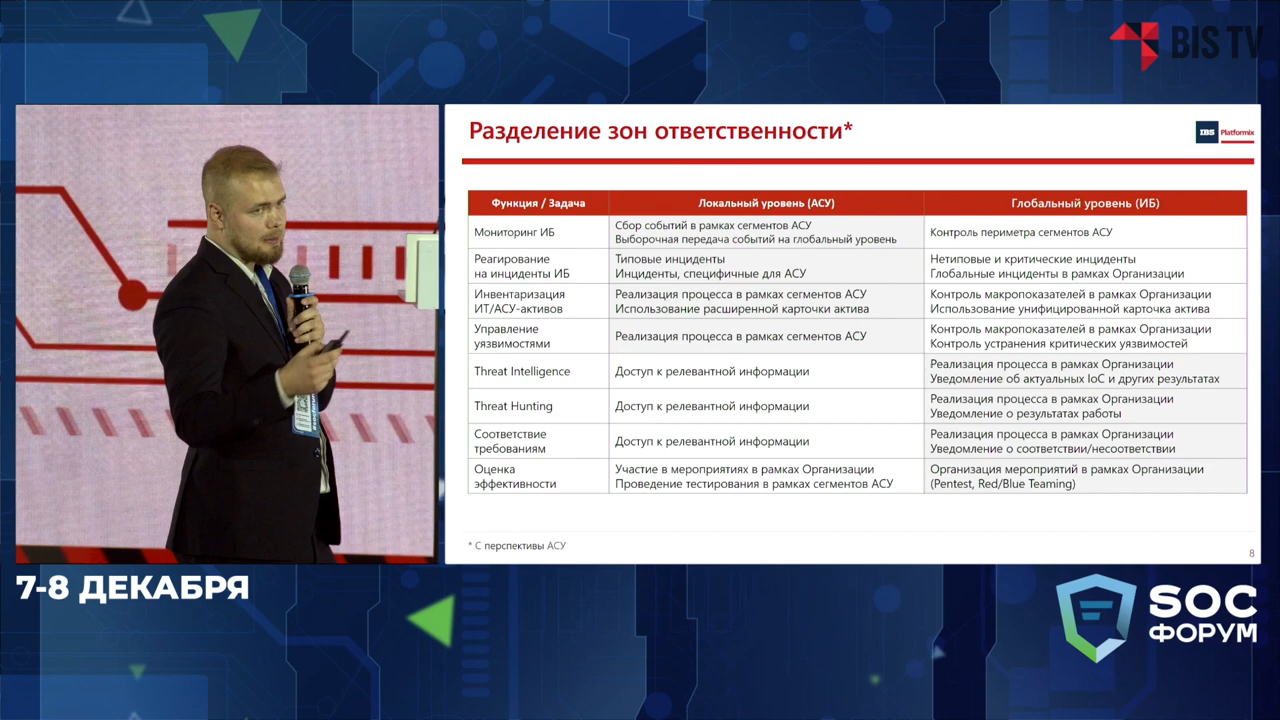 BIS TV
Разделение зон ответственности*
IBS Platformix
Функция / Задача
Локальный уровень (АСУ)
Глобальный уровень (ИБ)
Мониторинг ИБ
Сбор событий в рамках сегментов АСУ
Выборочная передача событий на глобальный уровень
Контроль периметра сегментов АСУ
Реагирование
на инциденты ИБ
Типовые инциденты
Инциденты, специфичные для АСУ
Нетиповые и критические инциденты
Глобальные инциденты в рамках Организации
Инвентаризация
ИТ/АСУ-активов
Реализация процесса в рамках сегментов АСУ
Использование расширенной карточки актива
Контроль макропоказателей в рамках Организации
Использование унифицированной карточка актива
Управление
уязвимостями
Реализация процесса в рамках сегментов АСУ
Контроль макропоказателей в рамках Организации
Контроль устранения критических уязвимостей
Threat Intelligence
Доступ к релевантной информации
Реализация процесса в рамках Организации
Уведомление об актуальных IoC и других результатах
Threat Hunting
Доступ к релевантной информации
Реализация процесса в рамках Организации
Уведомление о результатах работы
Соответствие
требованиям
Доступ к релевантной информации
Реализация процесса в рамках Организации
Уведомление о соответствии/несоответствии
Оценка
эффективности
Участие в мероприятиях в рамках Организации
Проведение тестирования в рамках сегментов АСУ
Организация мероприятий в рамках Организации
(Pentest, Red/Blue Teaming)
* С перспективы АСУ
8
7-8 ДЕКАБРЯ
SOC
ФОРУМ